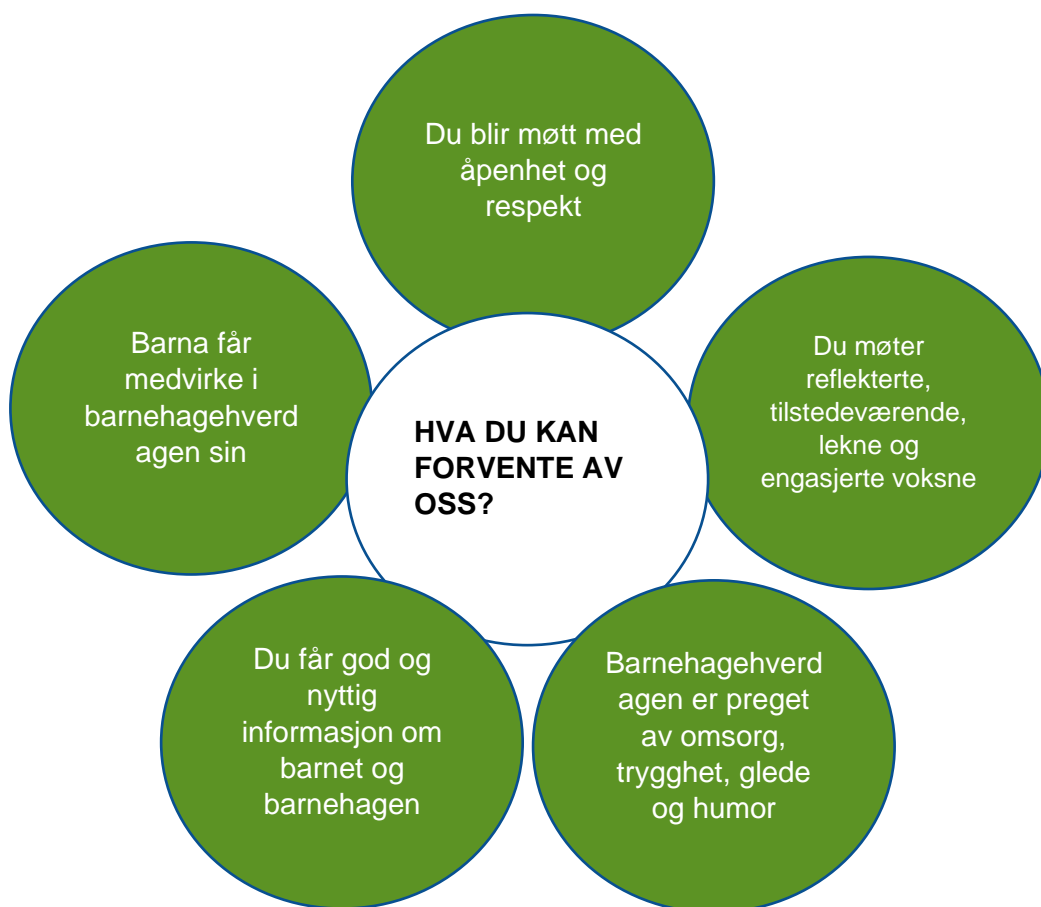 Du blir møtt med
åpenhet og
respekt
Du møter
reflekterte,
tilstedeværende,
lekne og
engasjerte voksne
Barnehagehverd
agen er preget
av omsorg,
trygghet, glede
og humor
Du får god og
nyttig
informasjon om
barnet og
barnehagen
Barna får
medvirke i
barnehagehverd
agen sin
HVA DU KAN
FORVENTE AV
OSS?